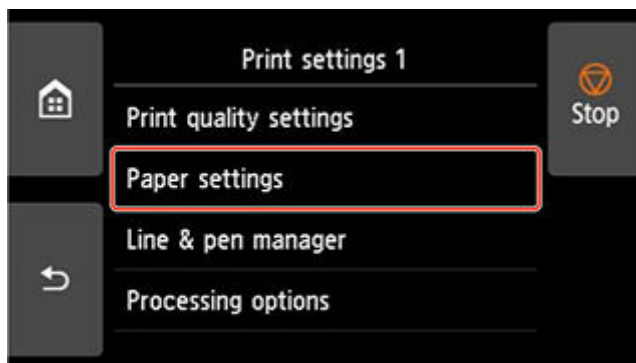 Print settings 1
Stop
Print quality settings
Paper settings
Line & pen manager
Processing options